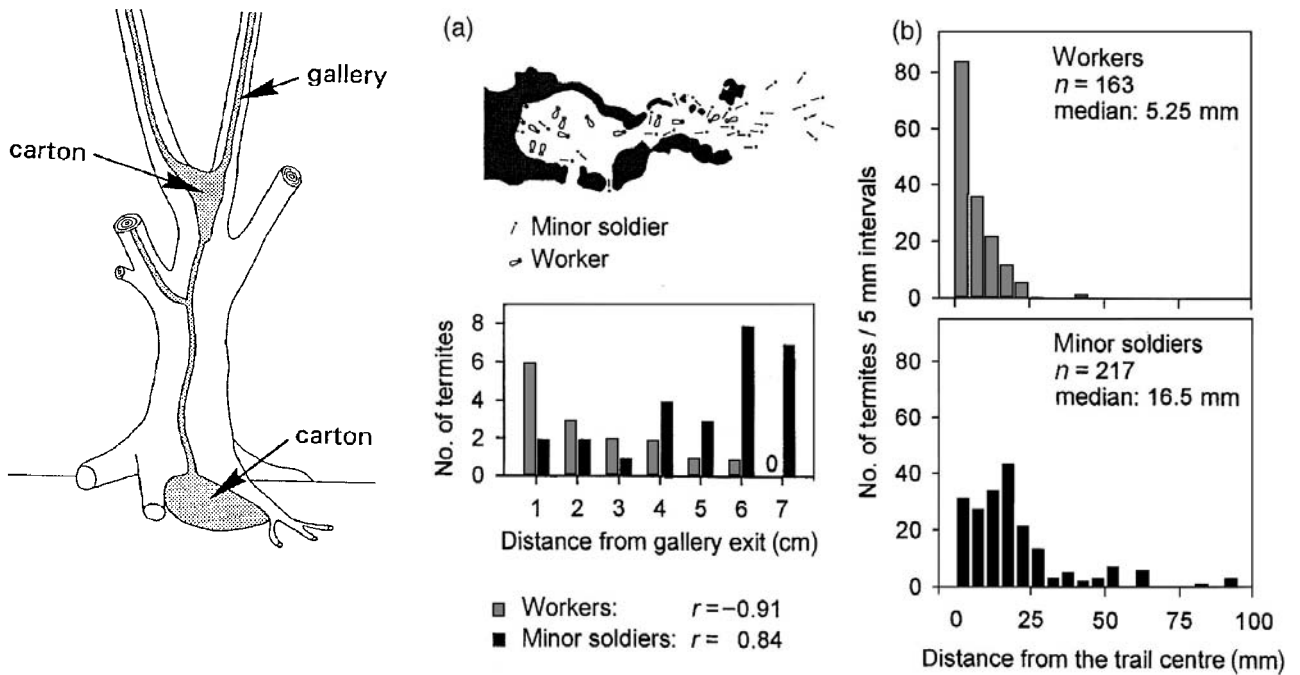 gallery
carton
carton
(a)
Minor soldier
Worker
No. of termites
8
6
4
2
0
0
1 2 3 4 5 6 7
Distance from gallery exit (cm)
Workers: r = −0.91
Minor soldiers: r = 0.84
(b)
No. of termites / 5 mm intervals
80
60
40
20
0
Workers
n = 163
median: 5.25 mm
80
60
40
20
0
Minor soldiers
n = 217
median: 16.5 mm
0 25 50 75 100
Distance from the trail centre (mm)